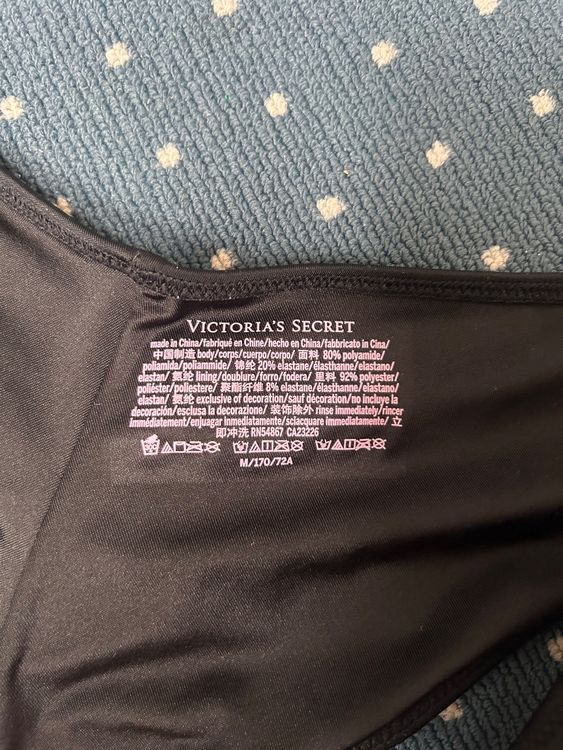 VICTORIA'S SECRET
made in China/fabriqué en Chine/hecho en China/fabbricato in Cina/
中国制造 body/corps/cuerpo/corpo/ 面料 80% polyamide/
poliamida/poliammide/ 锦纶 20% elastane/élasthanne/elastano/
elastan/ 氨纶 lining/doublure/forro/fodera/ 里料 92% polyester/
poliéster/poliestere/ 聚酯纤维 8% elastane/élasthanne/elastano/
elastan/ 氨纶 exclusive of decoration/sauf décoration/no incluye la
decoración/esclusa la decorazione/ 装饰除外 rinse immediately/rincer
immédiatement/enjuagar inmediatamente/sciacquare immediatamente/ 立
即冲洗 RN54867 CA23226
M/170/72A